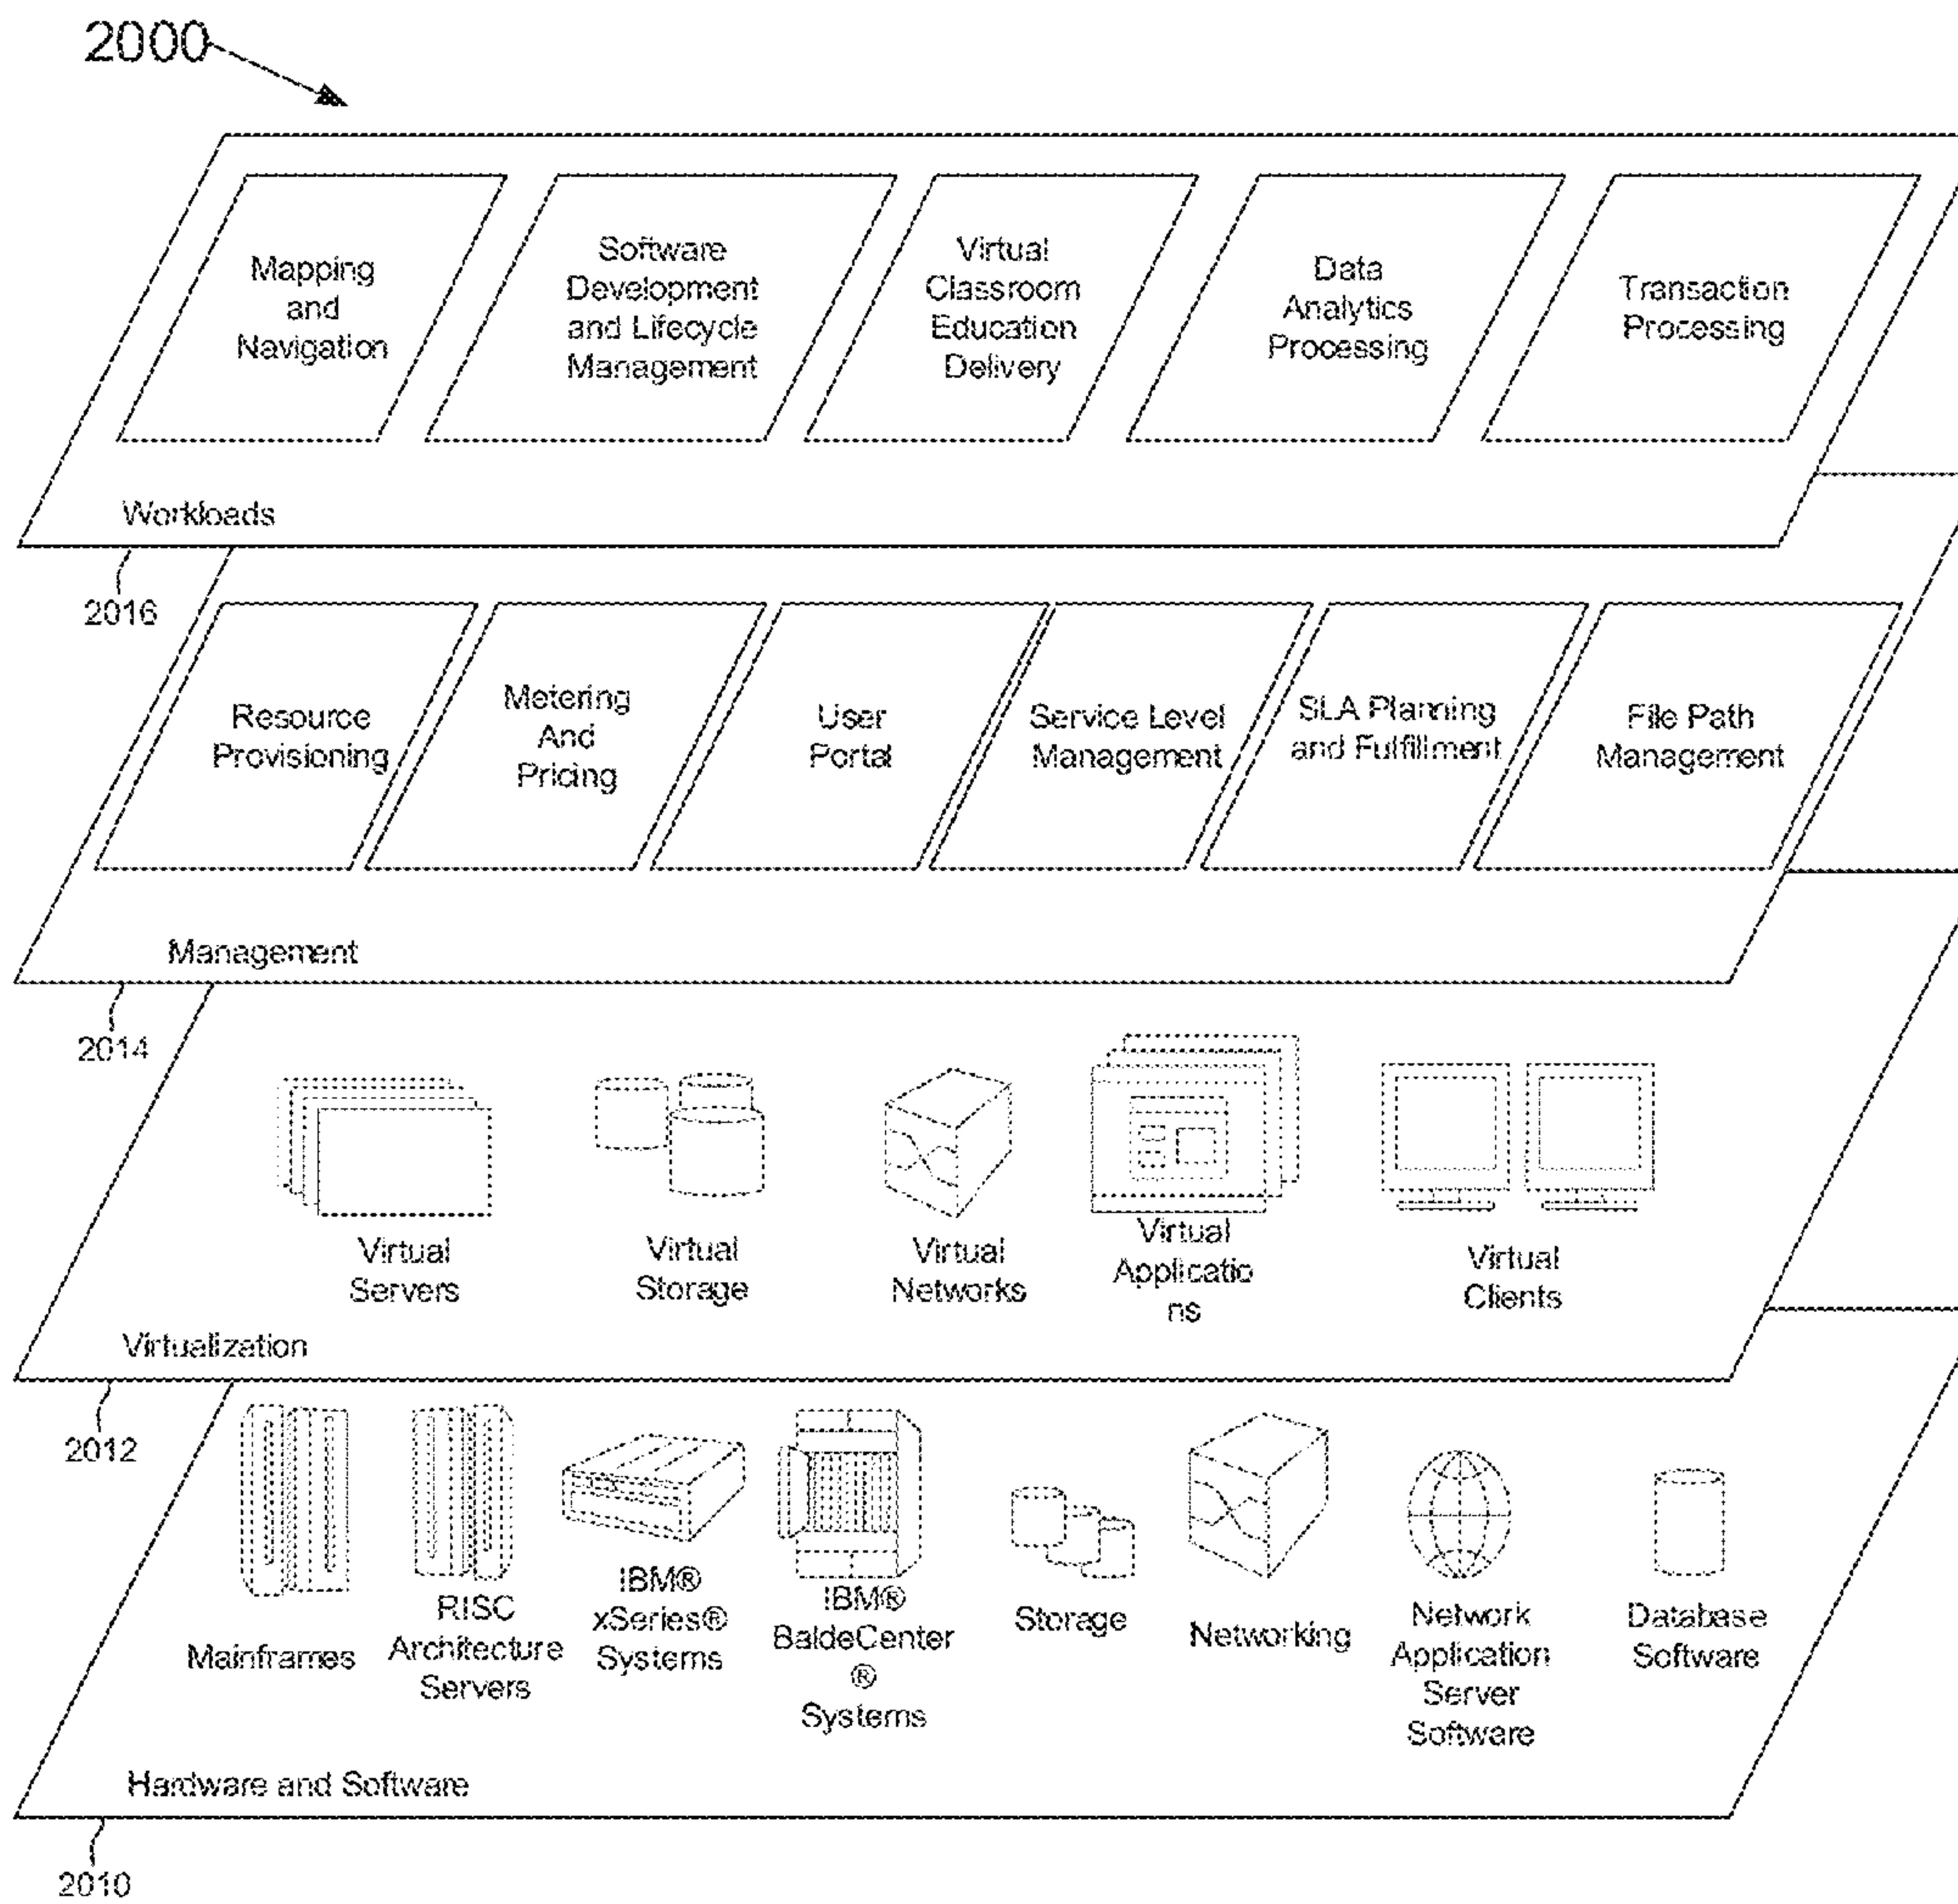 2000
Mapping
and
Navigation
Software
Development
and Lifecycle
Management
Virtual
Classroom
Education
Delivery
Data
Analytics
Processing
Transaction
Processing
Workloads
2016
Resource
Provisioning
Metering
And
Pricing
User
Portal
Service Level
Management
SLA Planning
and Fulfillment
File Path
Management
Management
2014
Virtual
Servers
Virtual
Storage
Virtual
Networks
Virtual
Applicatio
ns
Virtual
Clients
Virtualization
2012
Mainframes
RISC
Architecture
Servers
IBM®
xSeries®
Systems
IBM®
BaldeCenter
®
Systems
Storage
Networking
Network
Application
Server
Software
Database
Software
Hardware and Software
2010